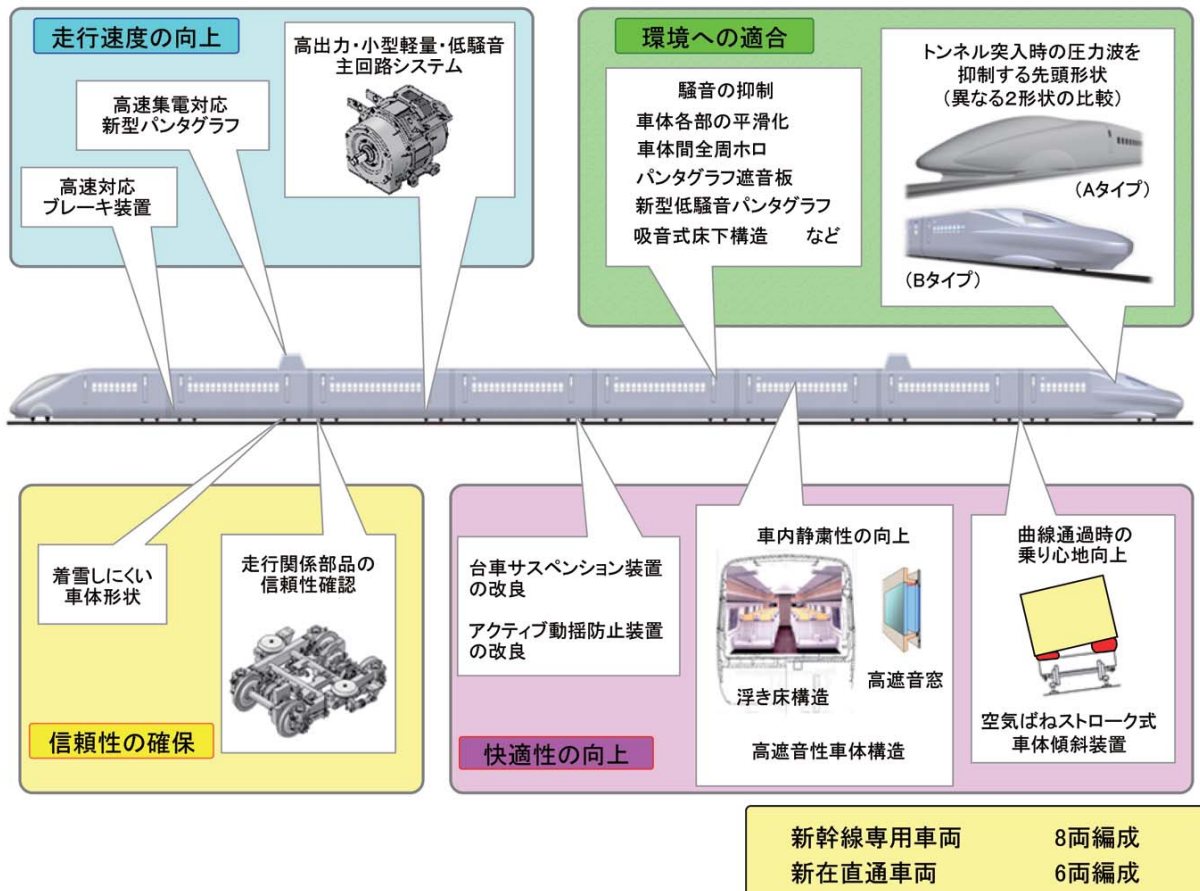 走行速度の向上
高出力・小型軽量・低騒音
主回路システム
高速集電対応
新型パンタグラフ
高速対応
ブレーキ装置
環境への適合
騒音の抑制
車体各部の平滑化
車体間全周ホロ
パンタグラフ遮音板
新型低騒音パンタグラフ
吸音式床下構造　など
トンネル突入時の圧力波を
抑制する先頭形状
(異なる2形状の比較)
(Aタイプ)
(Bタイプ)
着雪しにくい
車体形状
走行関係部品の
信頼性確認
信頼性の確保
台車サスペンション装置
の改良
アクティブ動揺防止装置
の改良
車内静粛性の向上
浮き床構造
高遮音窓
高遮音性車体構造
曲線通過時の
乗り心地向上
空気ばねストローク式
車体傾斜装置
快適性の向上
新幹線専用車両　8両編成
新在直通車両　6両編成